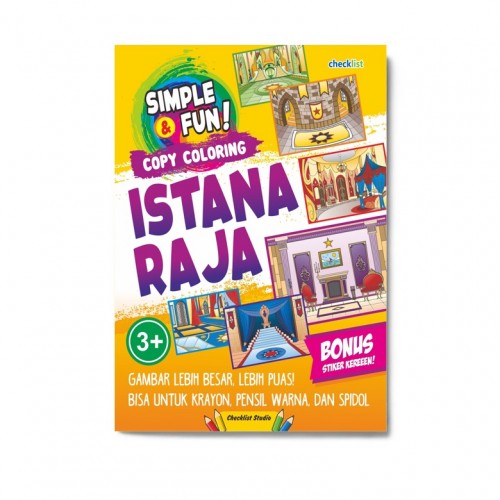 checklist
SIMPLE
& FUN!
COPY COLORING
ISTANA
RAJA
3+
BONUS
STIKER KEREEEN!
GAMBAR LEBIH BESAR, LEBIH PUAS!
BISA UNTUK KRAYON, PENSIL WARNA, DAN SPIDOL
Checklist Studio